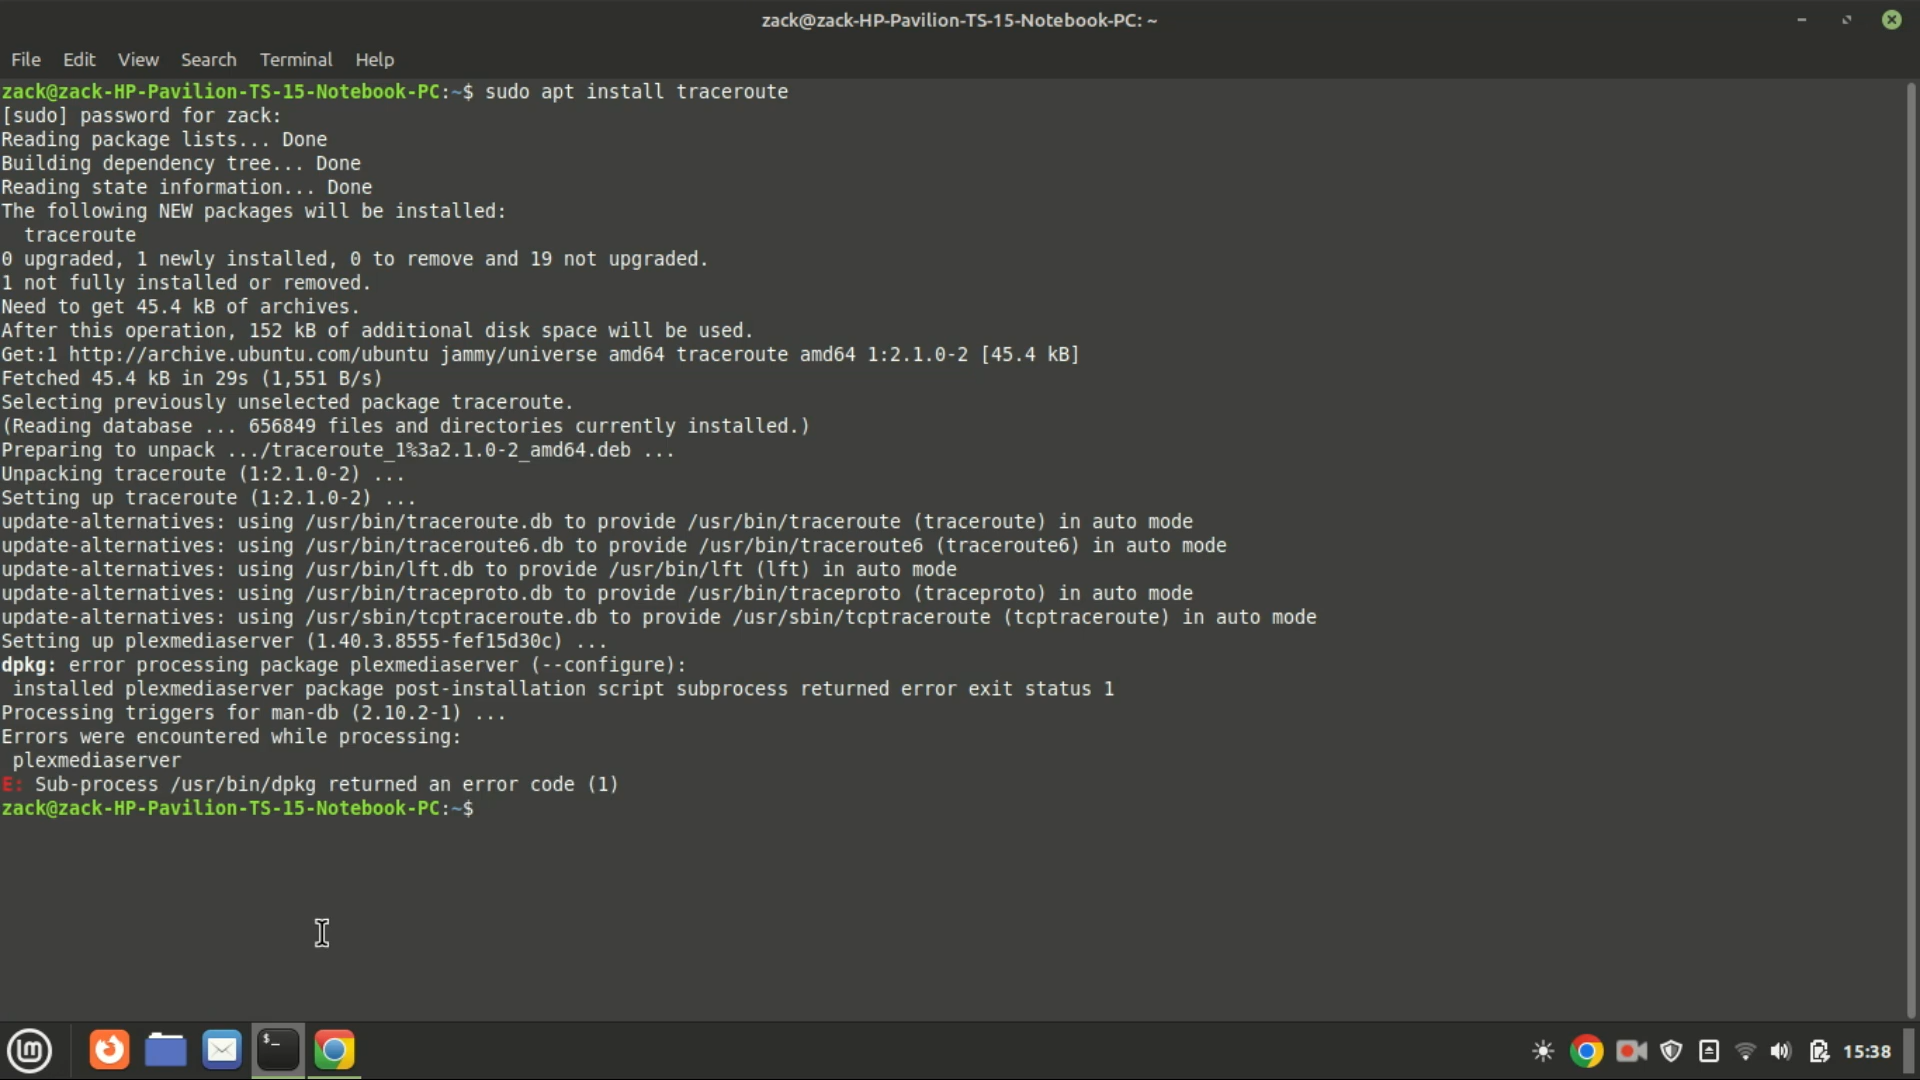 zack@zack-HP-Pavilion-TS-15-Notebook-PC: ~
File Edit View Search Terminal Help
zack@zack-HP-Pavilion-TS-15-Notebook-PC:~$ sudo apt install traceroute
[sudo] password for zack:
Reading package lists... Done
Building dependency tree... Done
Reading state information... Done
The following NEW packages will be installed:
  traceroute
0 upgraded, 1 newly installed, 0 to remove and 19 not upgraded.
1 not fully installed or removed.
Need to get 45.4 kB of archives.
After this operation, 152 kB of additional disk space will be used.
Get:1 http://archive.ubuntu.com/ubuntu jammy/universe amd64 traceroute amd64 1:2.1.0-2 [45.4 kB]
Fetched 45.4 kB in 29s (1,551 B/s)
Selecting previously unselected package traceroute.
(Reading database ... 656849 files and directories currently installed.)
Preparing to unpack .../traceroute_1%3a2.1.0-2_amd64.deb ...
Unpacking traceroute (1:2.1.0-2) ...
Setting up traceroute (1:2.1.0-2) ...
update-alternatives: using /usr/bin/traceroute.db to provide /usr/bin/traceroute (traceroute) in auto mode
update-alternatives: using /usr/bin/traceroute6.db to provide /usr/bin/traceroute6 (traceroute6) in auto mode
update-alternatives: using /usr/bin/lft.db to provide /usr/bin/lft (lft) in auto mode
update-alternatives: using /usr/bin/traceproto.db to provide /usr/bin/traceproto (traceproto) in auto mode
update-alternatives: using /usr/sbin/tcptraceroute.db to provide /usr/sbin/tcptraceroute (tcptraceroute) in auto mode
Setting up plexmediaserver (1.40.3.8555-fef15d30c) ...
dpkg: error processing package plexmediaserver (--configure):
 installed plexmediaserver package post-installation script subprocess returned error exit status 1
Processing triggers for man-db (2.10.2-1) ...
Errors were encountered while processing:
 plexmediaserver
E: Sub-process /usr/bin/dpkg returned an error code (1)
zack@zack-HP-Pavilion-TS-15-Notebook-PC:~$
$_
15:38